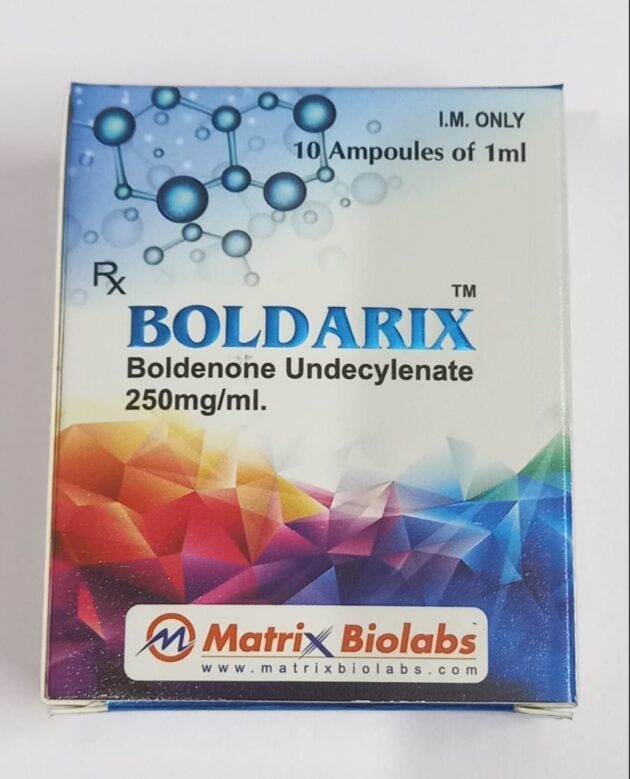 I.M. ONLY
10 Ampoules of 1ml
Rx
BOLDARIX™
Boldenone Undecylenate
250mg/ml.
Matrix Biolabs
www.matrixbiolabs.com